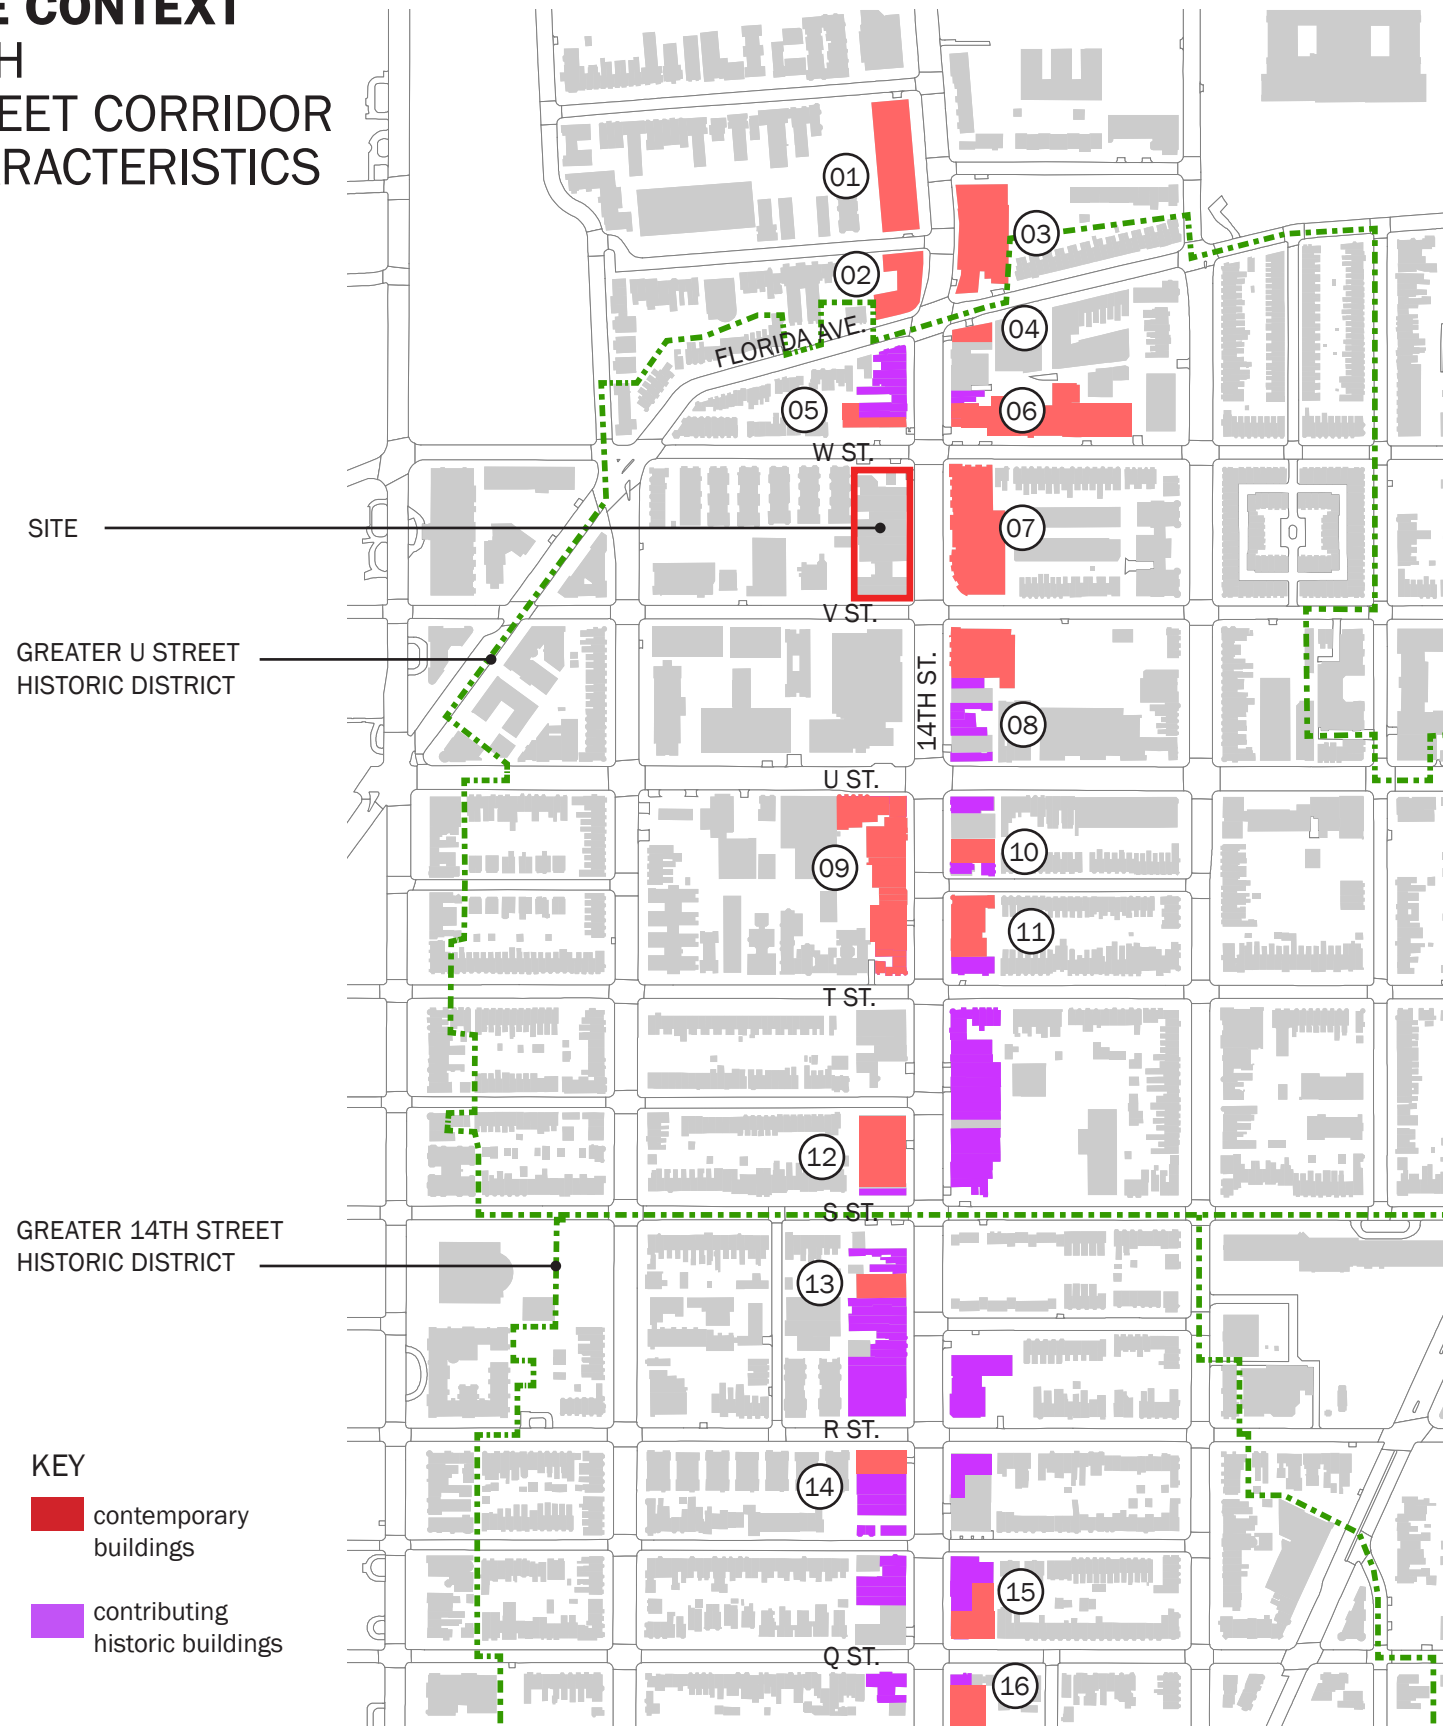 E CONTEXT
H
EET CORRIDOR
RACTERISTICS
01
03
02
04
FLORIDA AVE.
05
06
W ST.
SITE
07
V ST.
GREATER U STREET
HISTORIC DISTRICT
14TH ST.
08
U ST.
09
10
11
T ST.
12
S ST.
GREATER 14TH STREET
HISTORIC DISTRICT
13
R ST.
KEY
14
contemporary
buildings
15
contributing
historic buildings
Q ST.
16